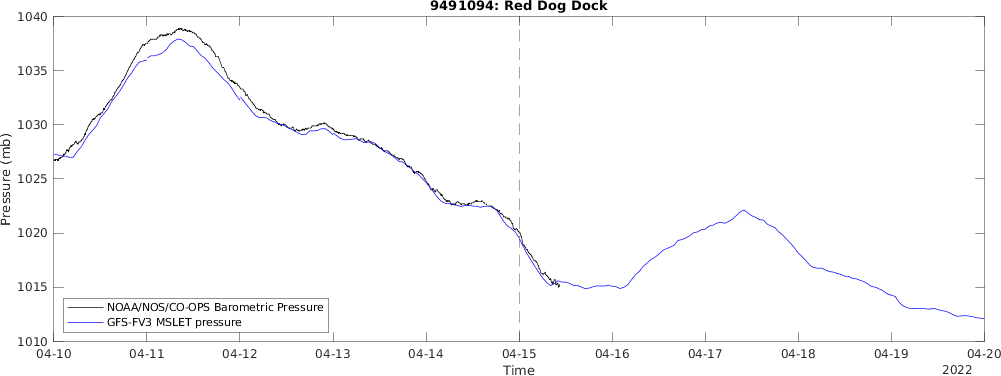 9491094: Red Dog Dock
1040
1035
1030
1025
1020
1015
1010
Pressure (mb)
NOAA/NOS/CO-OPS Barometric Pressure
GFS-FV3 MSLET pressure
04-10 04-11 04-12 04-13 04-14 04-15 04-16 04-17 04-18 04-19 04-20
Time
2022